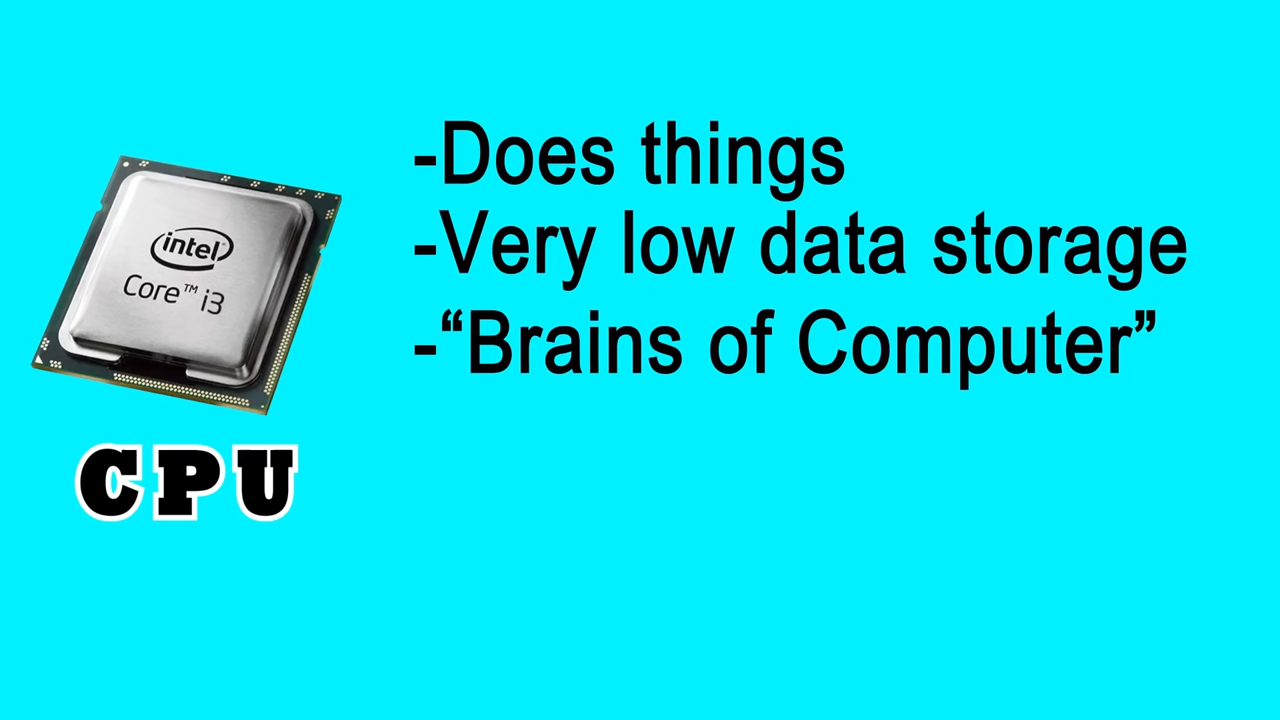 -Does things
-Very low data storage
-“Brains of Computer”
intel
Core™ i3
CPU